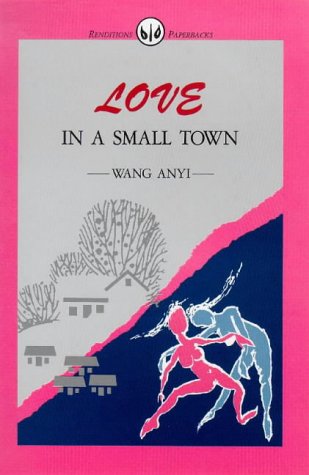 RENDITIONS PAPERBACKS
LOVE
IN A SMALL TOWN
WANG ANYI